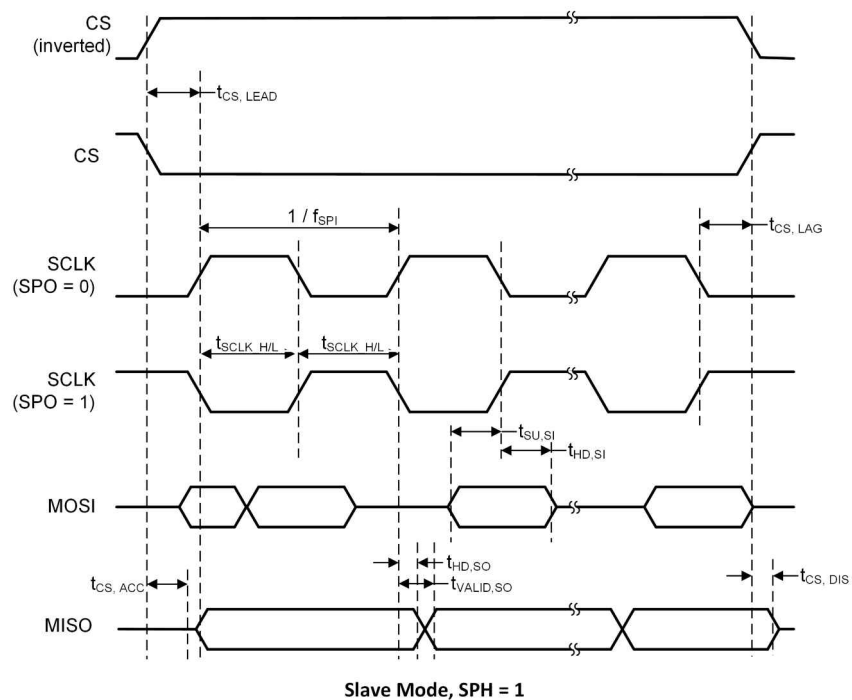 CS
(inverted)
tCS, LEAD
CS
1 / fSPI
tCS, LAG
SCLK
(SPO = 0)
tSCLK_H/L
tSCLK_H/L
SCLK
(SPO = 1)
tSU,SI
tHD,SI
MOSI
tHD,SO
tVALID,SO
tCS, ACC
tCS, DIS
MISO
Slave Mode, SPH = 1